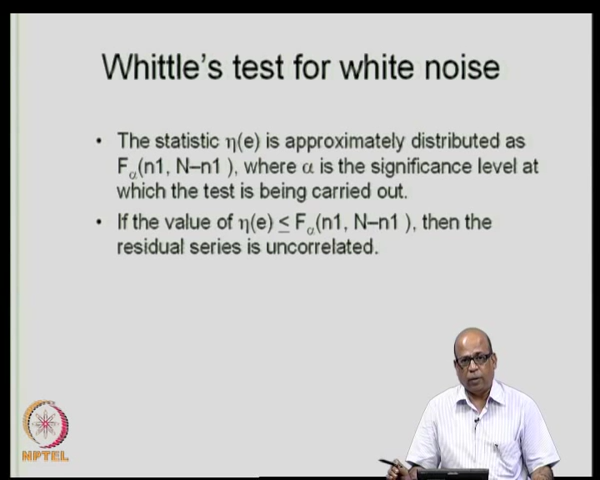 Whittle's test for white noise
• The statistic η(e) is approximately distributed as
Fα(n1, N–n1 ), where α is the significance level at
which the test is being carried out.
• If the value of η(e) ≤ Fα(n1, N–n1 ), then the
residual series is uncorrelated.
NPTEL